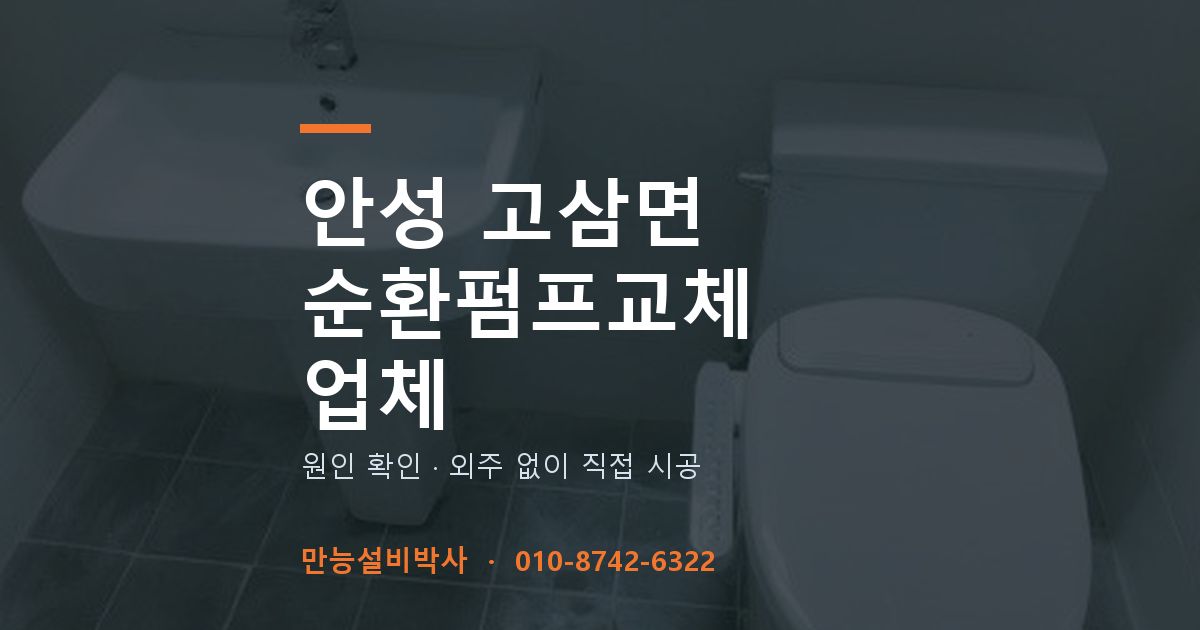 안성 고삼면
순환펌프교체
업체
원인 확인 · 외주 없이 직접 시공
만능설비박사 · 010-8742-6322